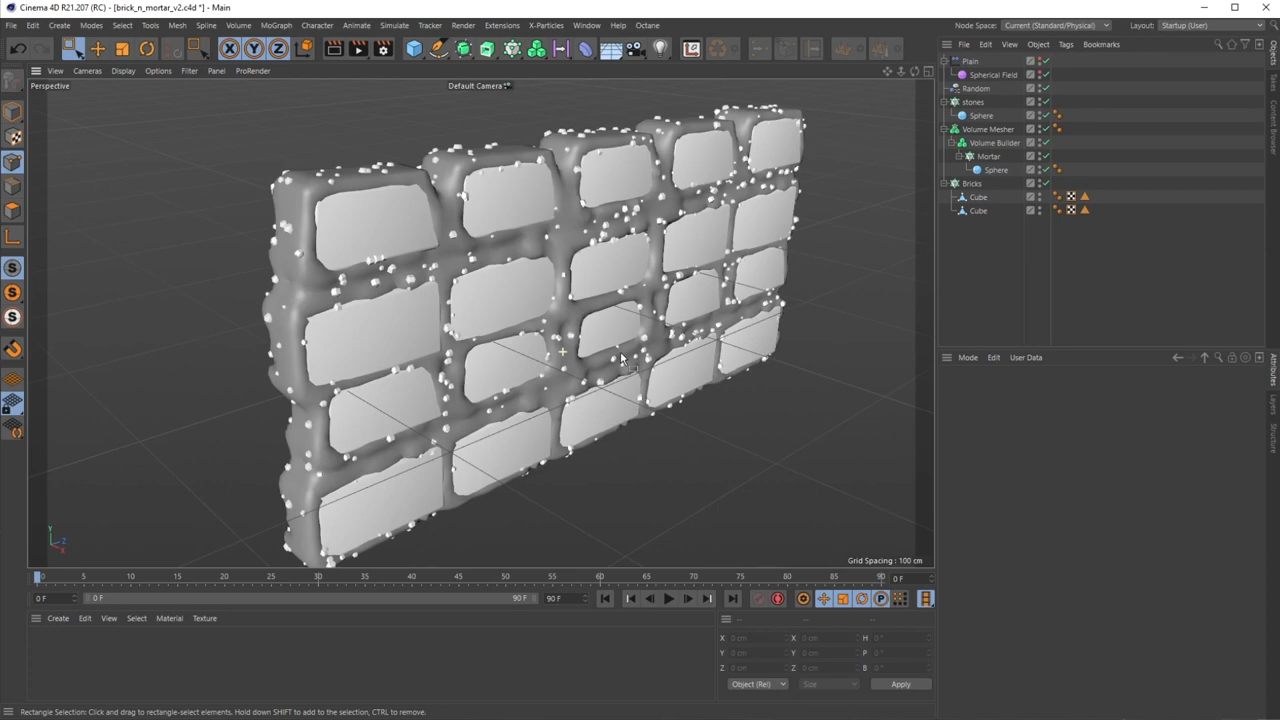 Cinema 4D R21.207 (RC) - [brick_n_mortar_v2.c4d *] - Main
File Edit Create Modes Select Tools Mesh Spline Volume MoGraph Character Animate Simulate Tracker Render Extensions X-Particles Window Help Octane
Node Space: Current (Standard/Physical) Layout: Startup (User)
X Y Z
File Edit View Object Tags Bookmarks
View Cameras Display Options Filter Panel ProRender
Perspective
Default Camera
Plain
Spherical Field
Random
stones
Sphere
Volume Mesher
Volume Builder
Mortar
Sphere
Bricks
Cube
Cube
Objects
Takes
Content Browser
S
S
S
Mode Edit User Data
Attributes
Layers
Structure
Y
Z
X
Grid Spacing : 100 cm
0 5 10 15 20 25 30 35 40 45 50 55 60 65 70 75 80 85 90 0 F
0 F 0 F 90 F 90 F
P
Create Edit View Select Material Texture
-- -- --
X 0 cm X 0 cm H 0 °
Y 0 cm Y 0 cm P 0 °
Z 0 cm Z 0 cm B 0 °
Object (Rel) Size Apply
Rectangle Selection: Click and drag to rectangle-select elements. Hold down SHIFT to add to the selection, CTRL to remove.